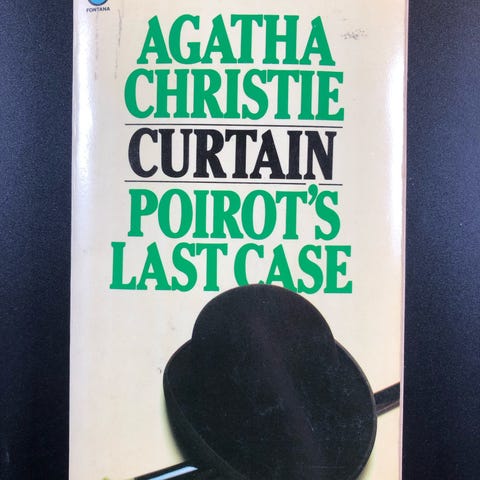 FONTANA
AGATHA
CHRISTIE
CURTAIN
POIROT'S
LAST CASE